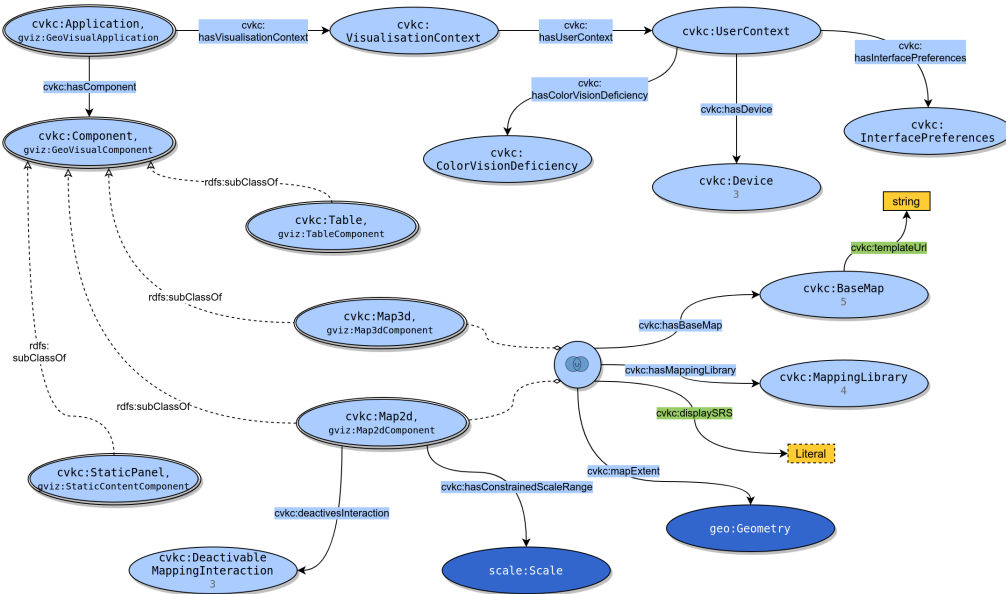 cvkc:Application,
gviz:GeoVisualApplication
cvkc:
hasVisualisationContext
cvkc:
VisualisationContext
cvkc:
hasUserContext
cvkc:UserContext
cvkc:
hasInterfacePreferences
cvkc:hasComponent
cvkc:
hasColorVisionDeficiency
cvkc:hasDevice
cvkc:Component,
gviz:GeoVisualComponent
cvkc:
ColorVisionDeficiency
cvkc:
InterfacePreferences
cvkc:Device
3
rdfs:subClassOf
string
cvkc:Table,
gviz:TableComponent
cvkc:templateUrl
cvkc:BaseMap
5
rdfs:subClassOf
cvkc:Map3d,
gviz:Map3dComponent
cvkc:hasBaseMap
rdfs:
subClassOf
cvkc:hasMappingLibrary
cvkc:MappingLibrary
4
rdfs:subClassOf
cvkc:Map2d,
gviz:Map2dComponent
cvkc:displaySRS
Literal
cvkc:StaticPanel,
gviz:StaticContentComponent
cvkc:mapExtent
cvkc:hasConstrainedScaleRange
cvkc:deactivesInteraction
geo:Geometry
cvkc:Deactivable
MappingInteraction
3
scale:Scale